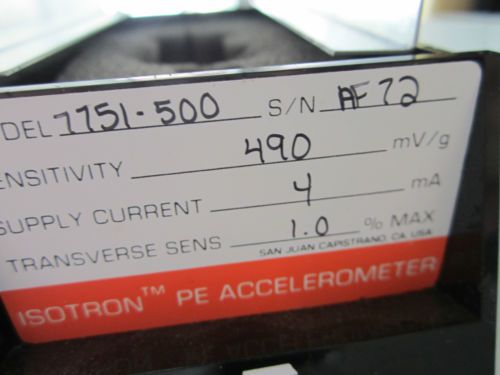 DEL 7751-500 S/N AF72
ENSITIVITY 490 mV/g
SUPPLY CURRENT 4 mA
TRANSVERSE SENS 1.0 % MAX
SAN JUAN CAPISTRANO, CA USA
ISOTRON™ PE ACCELEROMETER